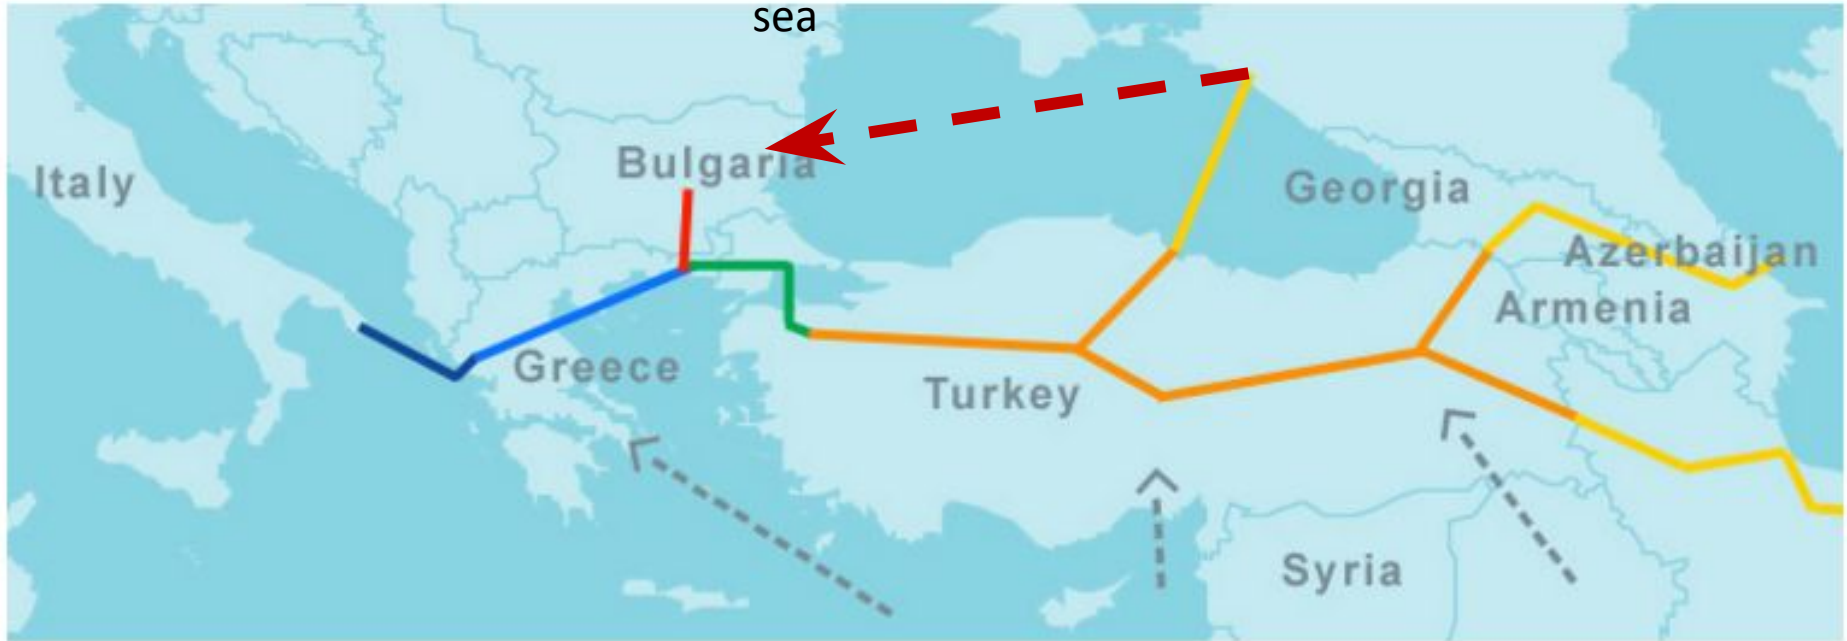 sea
Bulgaria
Italy
Georgia
Azerbaijan
Armenia
Greece
Turkey
Syria